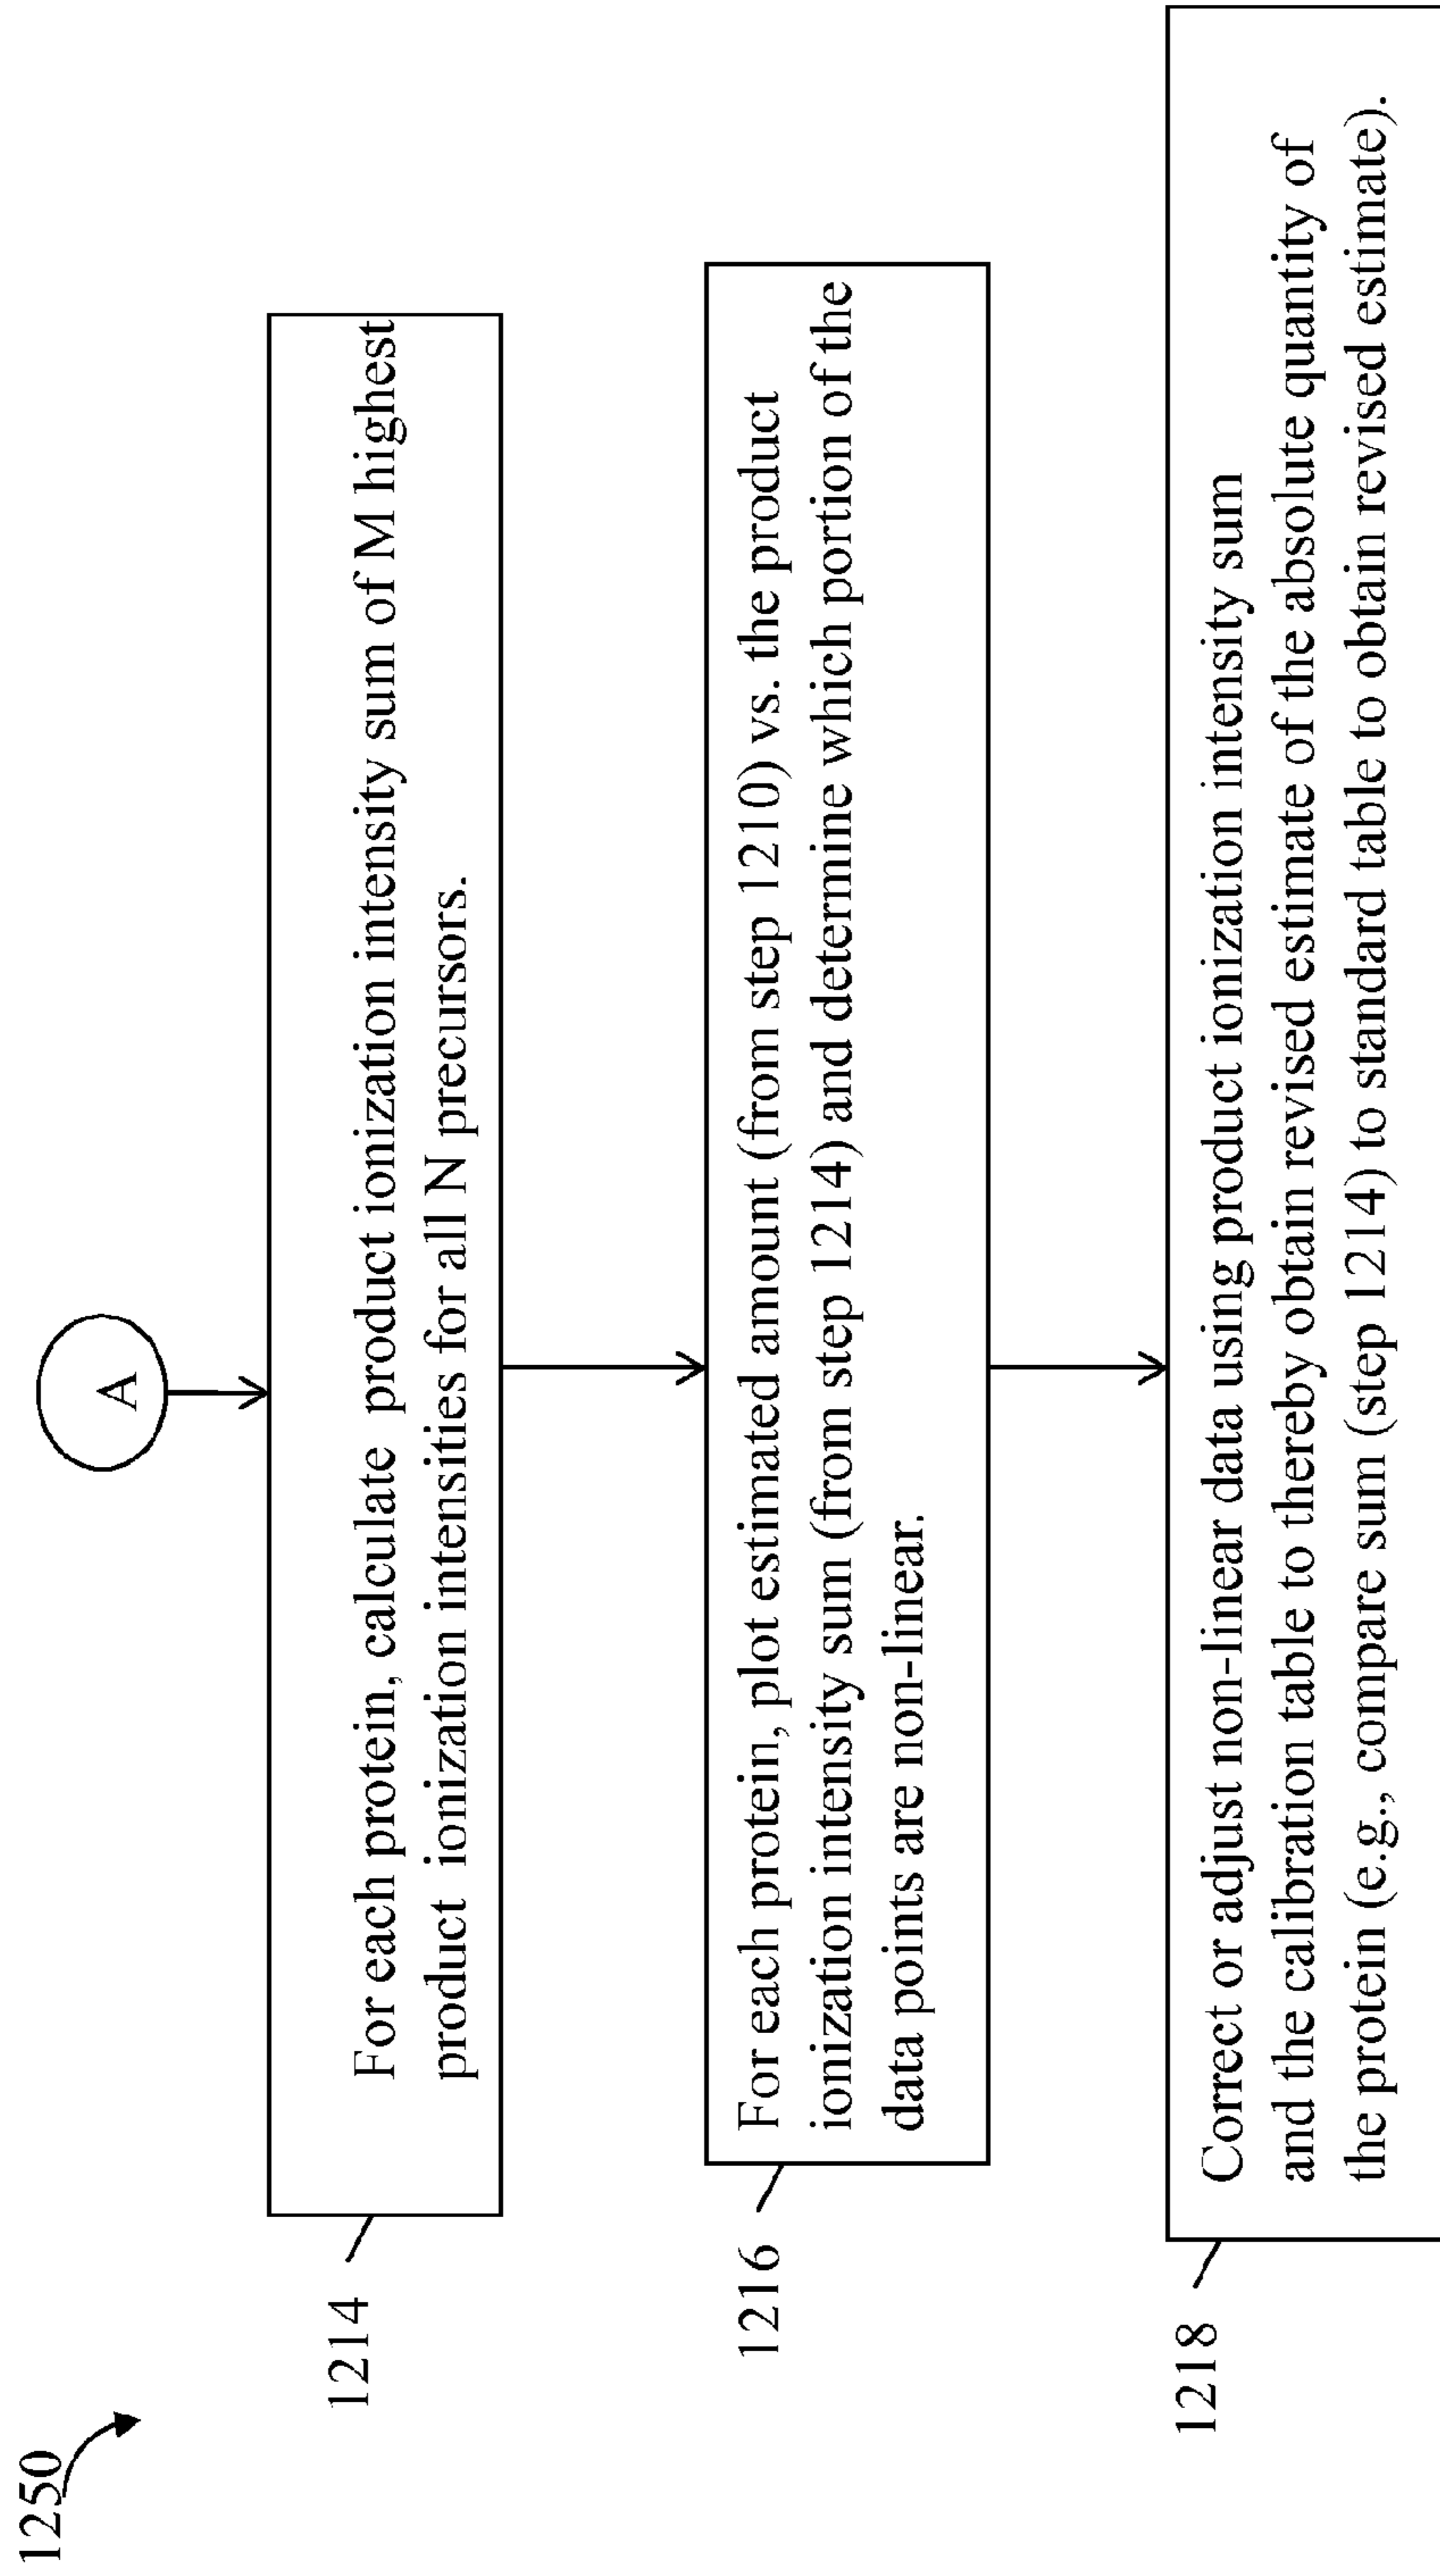 1250
A
1214
For each protein, calculate product ionization intensity sum of M highest
product ionization intensities for all N precursors.
1216
For each protein, plot estimated amount (from step 1210) vs. the product
ionization intensity sum (from step 1214) and determine which portion of the
data points are non-linear.
1218
Correct or adjust non-linear data using product ionization intensity sum
and the calibration table to thereby obtain revised estimate of the absolute quantity of
the protein (e.g., compare sum (step 1214) to standard table to obtain revised estimate).